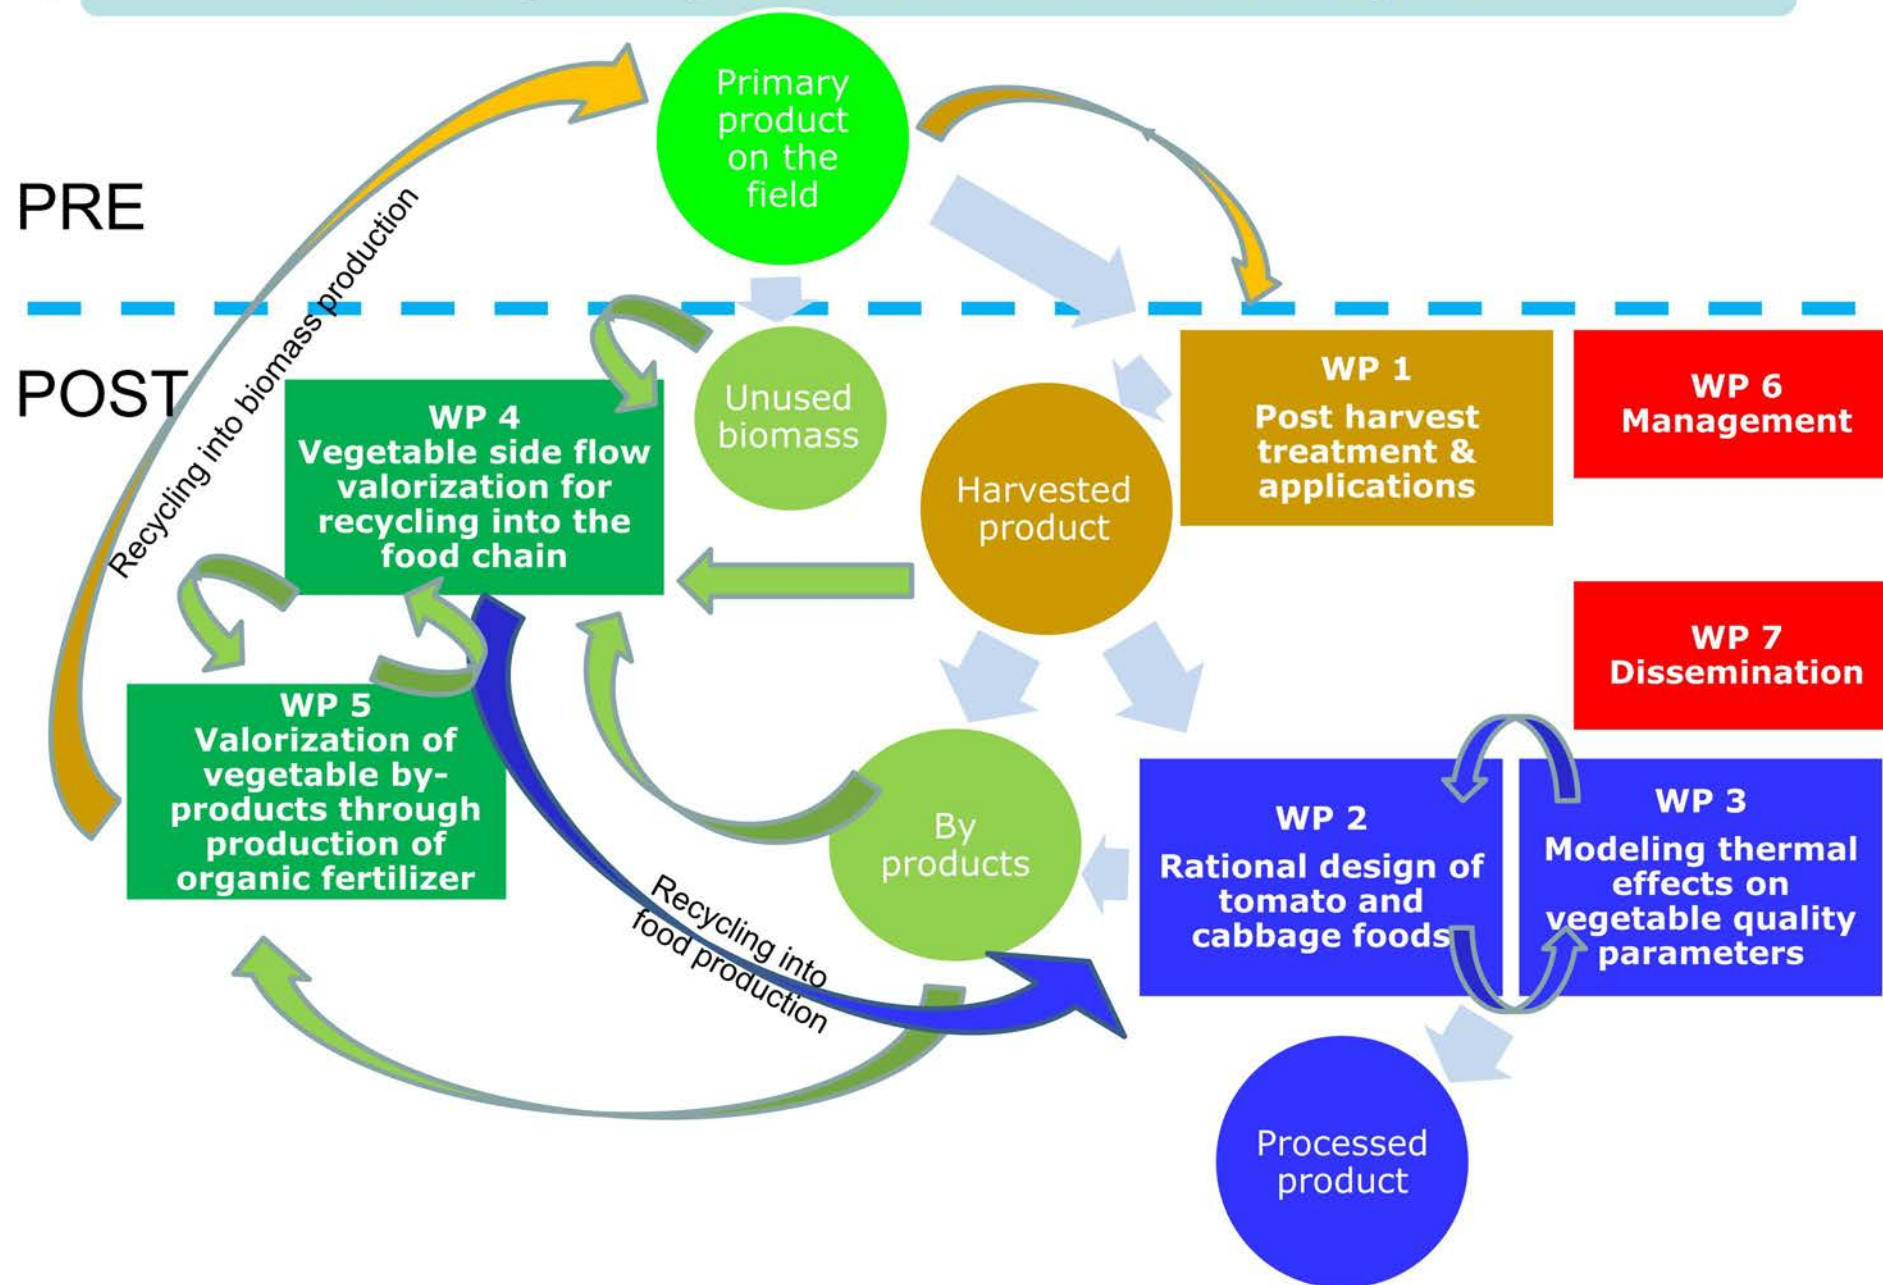 Primary
product
on the
field
PRE
Recycling into biomass production
POST
Unused
biomass
WP 1
Post harvest
treatment &
applications
WP 6
Management
WP 4
Vegetable side flow
valorization for
recycling into the
food chain
Harvested
product
WP 7
Dissemination
WP 5
Valorization of
vegetable by-
products through
production of
organic fertilizer
By
products
WP 2
Rational design of
tomato and
cabbage foods
WP 3
Modeling thermal
effects on
vegetable quality
parameters
Recycling into
food production
Processed
product